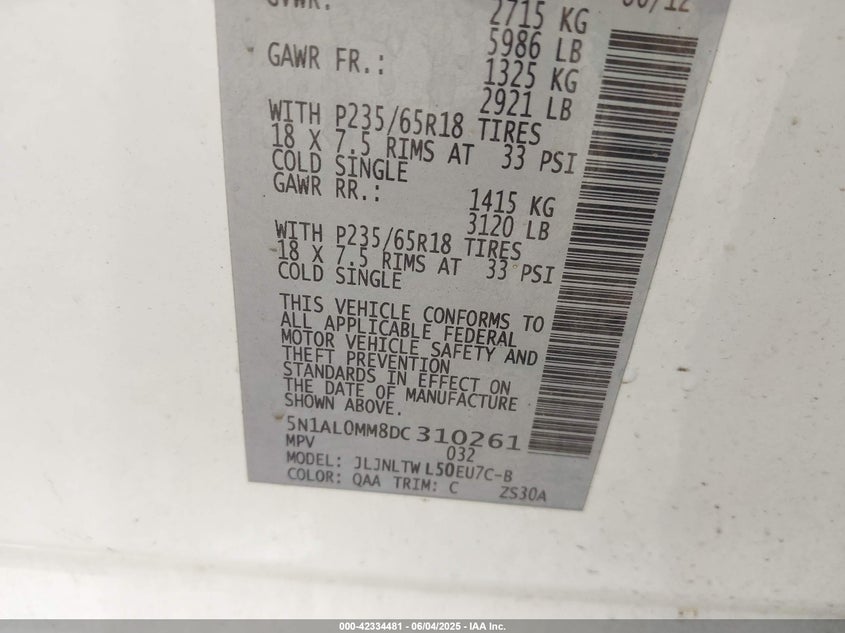 GVWR:
2715 KG
5986 LB
GAWR FR.:
1325 KG
2921 LB
WITH P235/65R18 TIRES
18 X 7.5 RIMS AT 33 PSI
COLD SINGLE
GAWR RR.:
1415 KG
3120 LB
WITH P235/65R18 TIRES
18 X 7.5 RIMS AT 33 PSI
COLD SINGLE
THIS VEHICLE CONFORMS TO
ALL APPLICABLE FEDERAL
MOTOR VEHICLE SAFETY AND
THEFT PREVENTION
STANDARDS IN EFFECT ON
THE DATE OF MANUFACTURE
SHOWN ABOVE.
5N1AL0MM8DC310261
MPV 032
MODEL: JLJNLTWL50EU7C-B
COLOR: QAA TRIM: C ZS30A
000-42334481 - 06/04/2025 - IAA Inc.